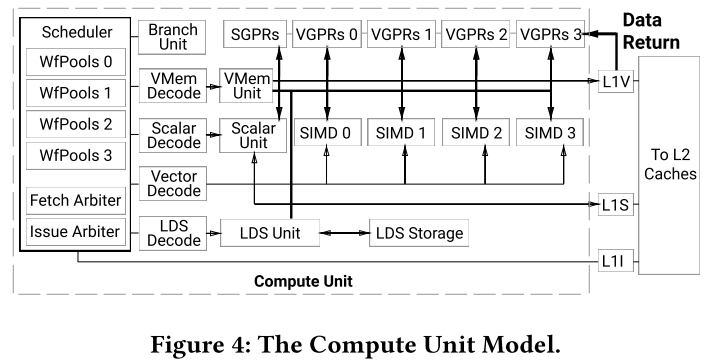 Scheduler
WfPools 0
WfPools 1
WfPools 2
WfPools 3
Fetch Arbiter
Issue Arbiter
Branch
Unit
VMem
Decode
Scalar
Decode
Vector
Decode
LDS
Decode
VMem
Unit
Scalar
Unit
LDS Unit
LDS Storage
SGPRs
VGPRs 0
VGPRs 1
VGPRs 2
VGPRs 3
SIMD 0
SIMD 1
SIMD 2
SIMD 3
Data
Return
L1V
L1S
L1I
To L2
Caches
Compute Unit
Figure 4: The Compute Unit Model.